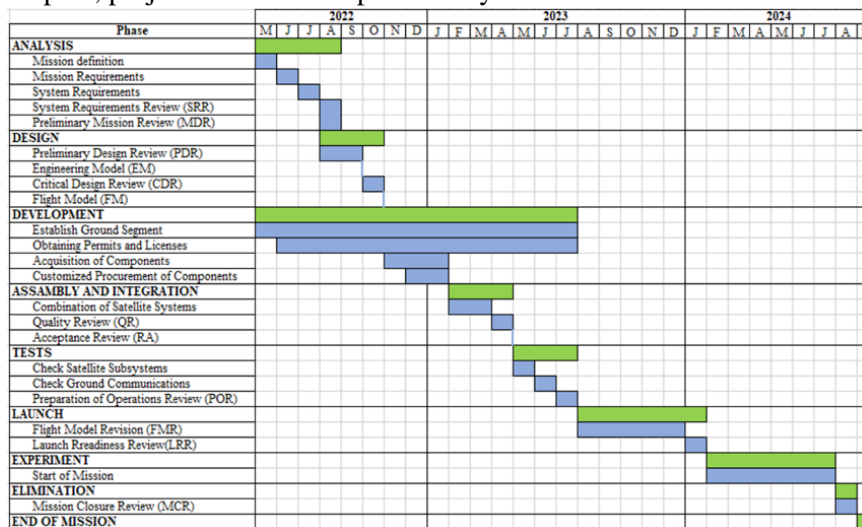 2022 2023 2024
Phase M J J A S O N D J F M A M J J A S O N D J F M A M J J A
ANALYSIS
Mission definition
Mission Requirements
System Requirements
System Requirements Review (SRR)
Preliminary Mission Review (MDR)
DESIGN
Preliminary Design Review (PDR)
Engineering Model (EM)
Critical Design Review (CDR)
Flight Model (FM)
DEVELOPMENT
Establish Ground Segment
Obtaining Permits and Licenses
Acquisition of Components
Customized Procurement of Components
ASSAMBLY AND INTEGRATION
Combination of Satellite Systems
Quality Review (QR)
Acceptance Review (RA)
TESTS
Check Satellite Subsystems
Check Ground Communications
Preparation of Operations Review (POR)
LAUNCH
Flight Model Revision (FMR)
Launch Rreadiness Review(LRR)
EXPERIMENT
Start of Mission
ELIMINATION
Mission Closure Review (MCR)
END OF MISSION